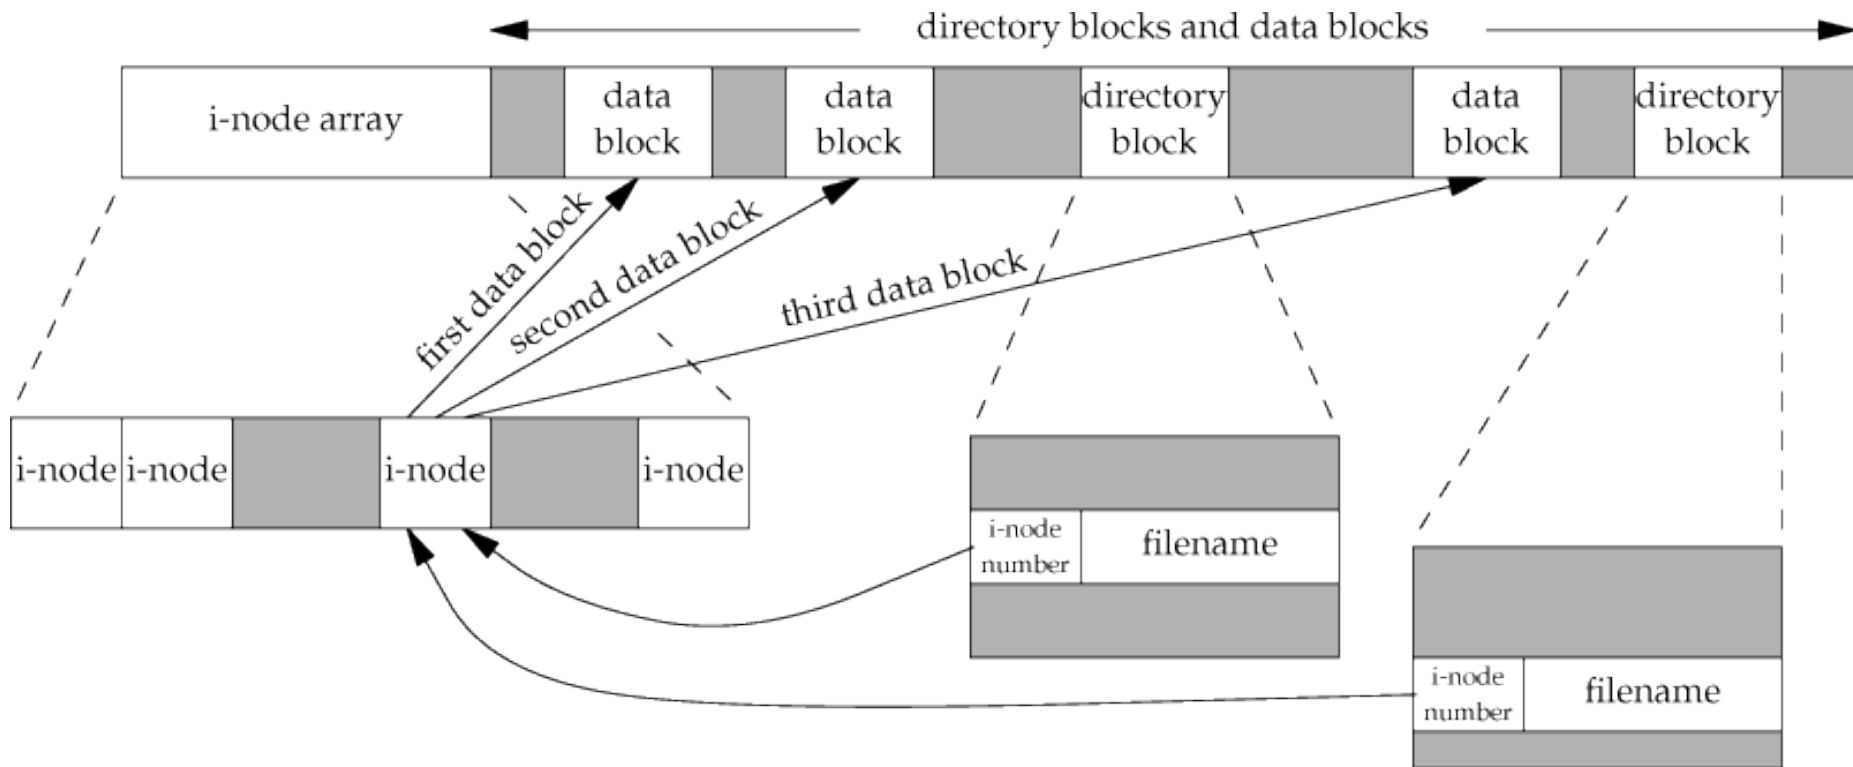 directory blocks and data blocks
i-node array
data
block
data
block
directory
block
data
block
directory
block
first data block
second data block
third data block
i-node
i-node
i-node
i-node
i-node
number
filename
i-node
number
filename